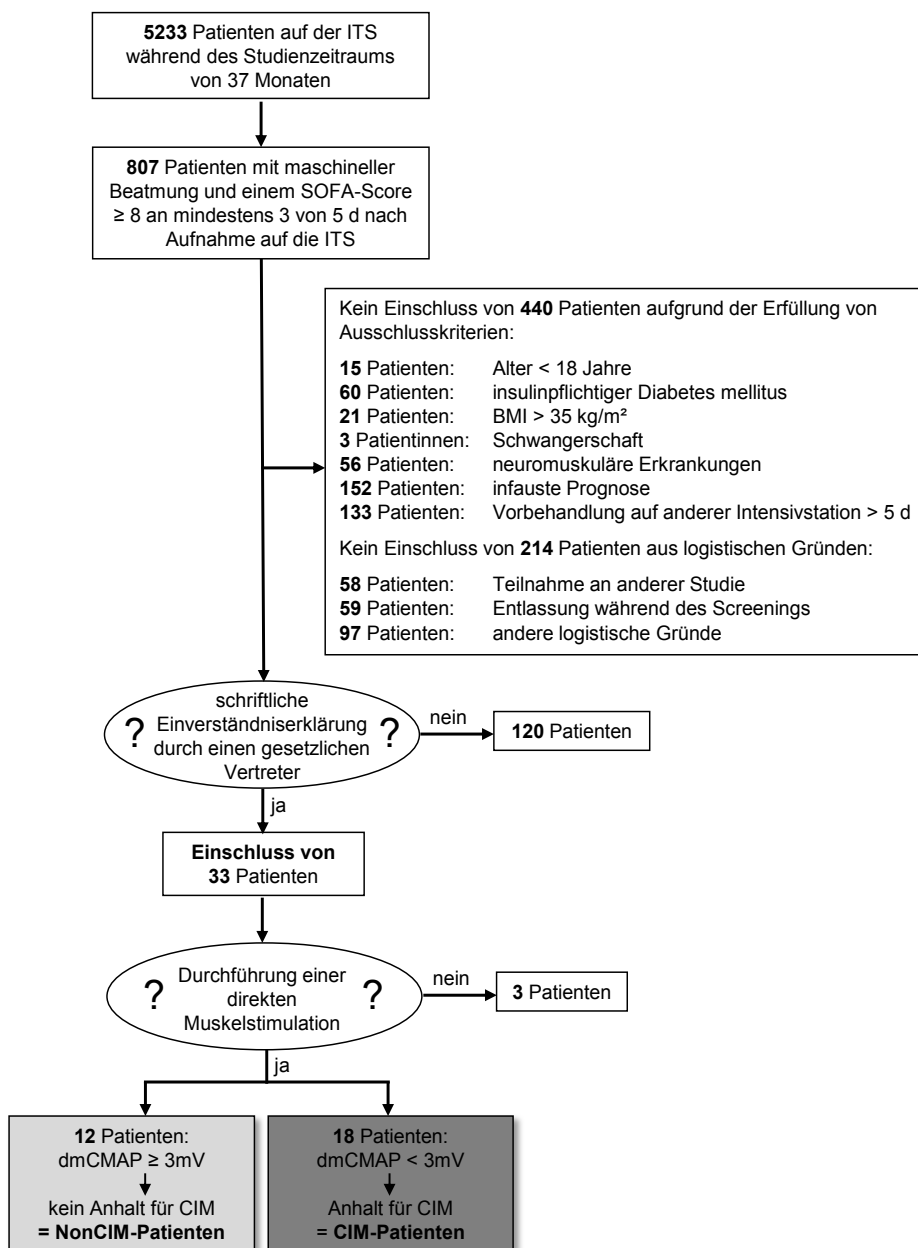 5233 Patienten auf der ITS
während des Studienzeitraums
von 37 Monaten
807 Patienten mit maschineller
Beatmung und einem SOFA-Score
≥ 8 an mindestens 3 von 5 d nach
Aufnahme auf die ITS
Kein Einschluss von 440 Patienten aufgrund der Erfüllung von
Ausschlusskriterien:
15 Patienten: Alter < 18 Jahre
60 Patienten: insulinpflichtiger Diabetes mellitus
21 Patienten: BMI > 35 kg/m²
3 Patientinnen: Schwangerschaft
56 Patienten: neuromuskuläre Erkrankungen
152 Patienten: infauste Prognose
133 Patienten: Vorbehandlung auf anderer Intensivstation > 5 d
Kein Einschluss von 214 Patienten aus logistischen Gründen:
58 Patienten: Teilnahme an anderer Studie
59 Patienten: Entlassung während des Screenings
97 Patienten: andere logistische Gründe
schriftliche
? Einverständniserklärung ?
durch einen gesetzlichen
Vertreter
nein
120 Patienten
ja
Einschluss von
33 Patienten
Durchführung einer
? direkten ?
Muskelstimulation
nein
3 Patienten
ja
12 Patienten:
dmCMAP ≥ 3mV
kein Anhalt für CIM
= NonCIM-Patienten
18 Patienten:
dmCMAP < 3mV
Anhalt für CIM
= CIM-Patienten